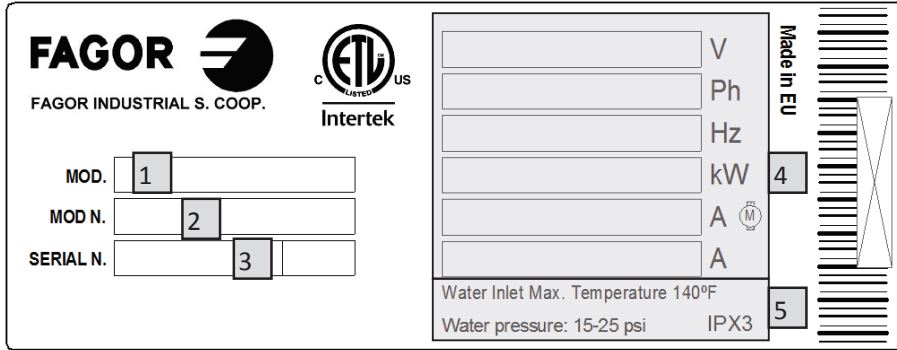 FAGOR
FAGOR INDUSTRIAL S. COOP.
C ETL US
LISTED
Intertek
MOD. 1
MOD N. 2
SERIAL N. 3
V
Ph
Hz
kW 4
A M
A
Water Inlet Max. Temperature 140ºF
Water pressure: 15-25 psi IPX3 5
Made in EU